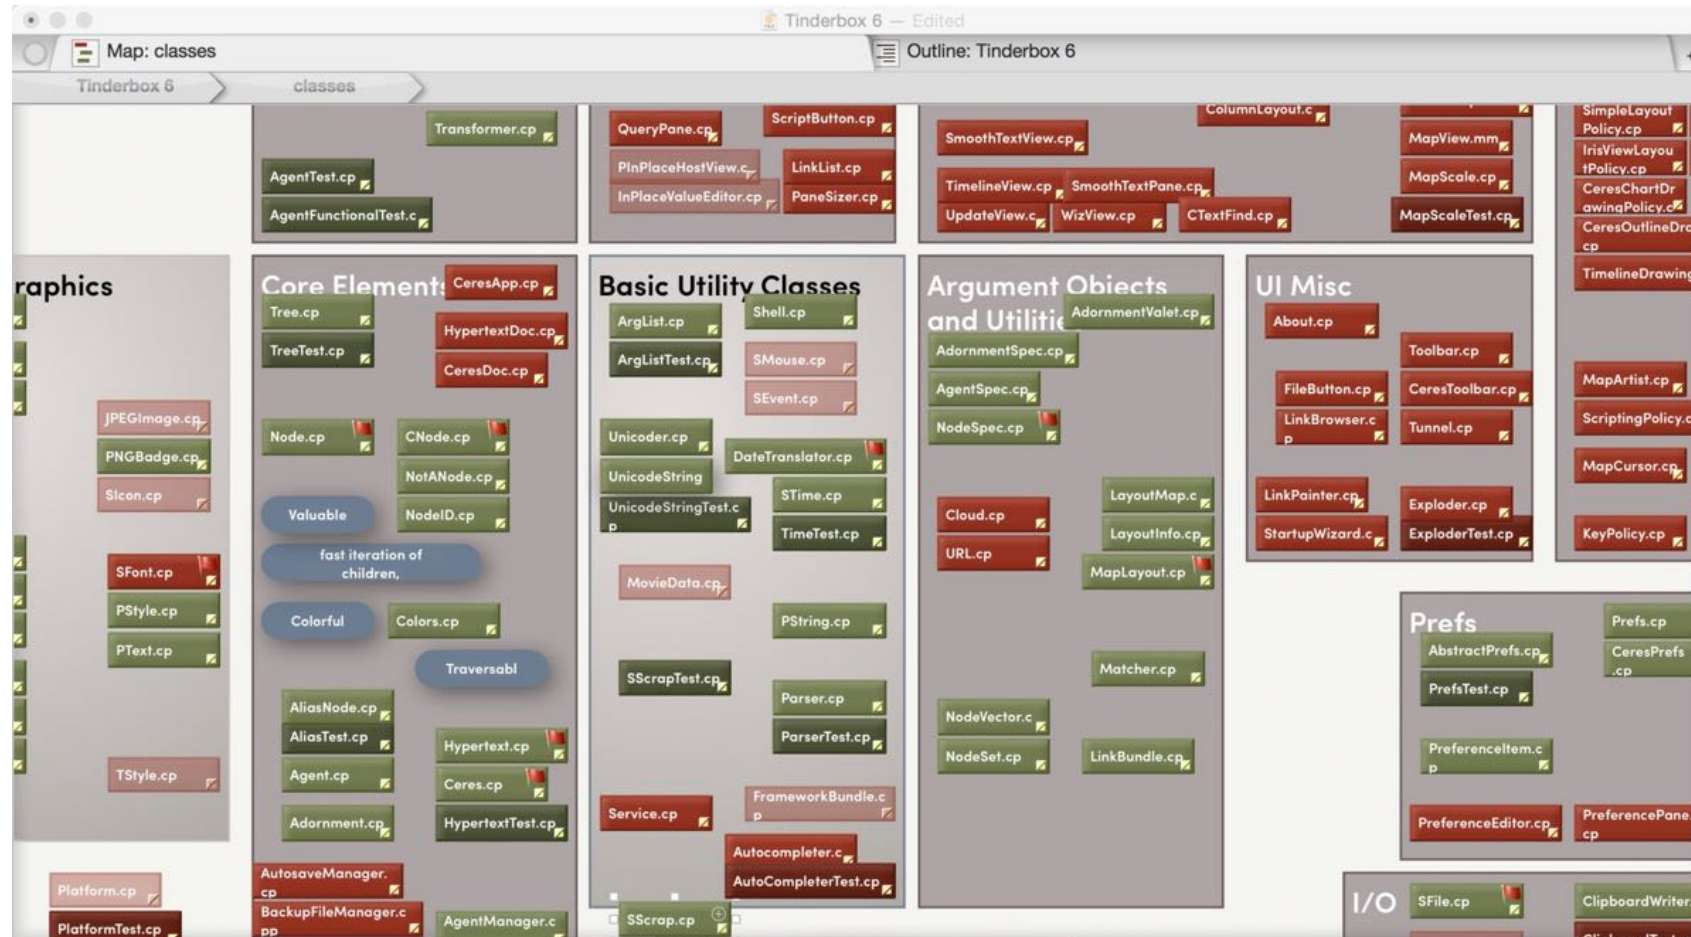 Tinderbox 6 — Edited
Map: classes
Outline: Tinderbox 6
Tinderbox 6
classes
Transformer.cp
AgentTest.cp
AgentFunctionalTest.c
QueryPane.cp
ScriptButton.cp
PInPlaceHostView.c
LinkList.cp
InPlaceValueEditor.cp
PaneSizer.cp
ColumnLayout.c
SmoothTextView.cp
MapView.mm
TimelineView.cp
SmoothTextPane.cp
MapScale.cp
UpdateView.c
WizView.cp
CTextFind.cp
MapScaleTest.cp
SimpleLayout
Policy.cp
IrisViewLayou
tPolicy.cp
CeresChartDr
awingPolicy.c
CeresOutlineDra
cp
TimelineDrawing
raphics
JPEGImage.cp
PNGBadge.cp
SIcon.cp
SFont.cp
PStyle.cp
PText.cp
TStyle.cp
Platform.cp
PlatformTest.cp
Core Elements
CeresApp.cp
Tree.cp
HypertextDoc.cp
TreeTest.cp
CeresDoc.cp
Node.cp
CNode.cp
NotANode.cp
Valuable
NodeID.cp
fast iteration of
children,
Colorful
Colors.cp
Traversabl
AliasNode.cp
AliasTest.cp
Hypertext.cp
Agent.cp
Ceres.cp
Adornment.cp
HypertextTest.cp
AutosaveManager.
cp
BackupFileManager.c
pp
AgentManager.c
Basic Utility Classes
ArgList.cp
Shell.cp
ArgListTest.cp
SMouse.cp
SEvent.cp
Unicoder.cp
DateTranslator.cp
UnicodeString
STime.cp
UnicodeStringTest.c
p
TimeTest.cp
MovieData.cp
PString.cp
SScrapTest.cp
Parser.cp
ParserTest.cp
FrameworkBundle.c
p
Service.cp
Autocompleter.c
AutoCompleterTest.cp
SScrap.cp
Argument Objects
and Utilitie
AdornmentValet.cp
AdornmentSpec.cp
AgentSpec.cp
NodeSpec.cp
LayoutMap.c
Cloud.cp
LayoutInfo.cp
URL.cp
MapLayout.cp
Matcher.cp
NodeVector.c
NodeSet.cp
LinkBundle.cp
UI Misc
About.cp
Toolbar.cp
FileButton.cp
CeresToolbar.cp
LinkBrowser.c
p
Tunnel.cp
LinkPainter.cp
Exploder.cp
StartupWizard.c
ExploderTest.cp
MapArtist.cp
ScriptingPolicy.c
MapCursor.cp
KeyPolicy.cp
Prefs
Prefs.cp
AbstractPrefs.cp
CeresPrefs
.cp
PrefsTest.cp
PreferenceItem.c
p
PreferenceEditor.cp
PreferencePane.
cp
I/O
SFile.cp
ClipboardWriter.